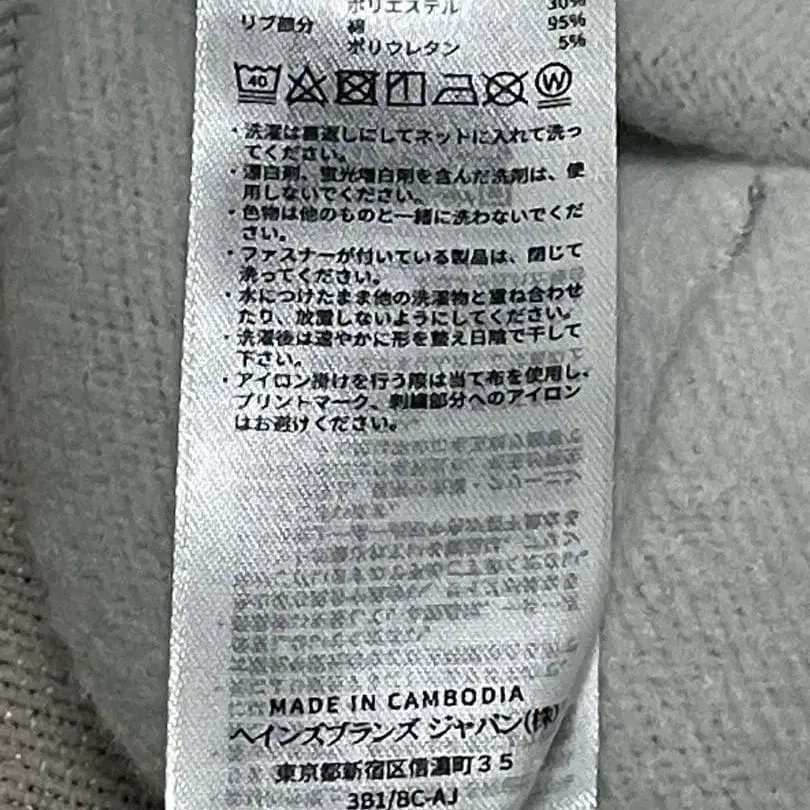 ポリエステル 30%
リブ部分 綿 95%
ポリウレタン 5%
40 W
・洗濯は裏返しにしてネットに入れて洗っ
てください。
・漂白剤、蛍光増白剤を含んだ洗剤は、使
用しないでください。
・色物は他のものと一緒に洗わないでくだ
さい。
・ファスナーが付いている製品は、閉じて
洗ってください。
・水につけたまま他の洗濯物と重ね合わせ
たり、放置しないようにしてください。
・洗濯後は速やかに形を整え日陰で干して
下さい。
・アイロン掛けを行う際は当て布を使用し、
プリントマーク、刺繍部分へのアイロン
はお避けください。
MADE IN CAMBODIA
ヘインズブランズ ジャパン(株)
東京都新宿区信濃町35
3B1/8C-AJ